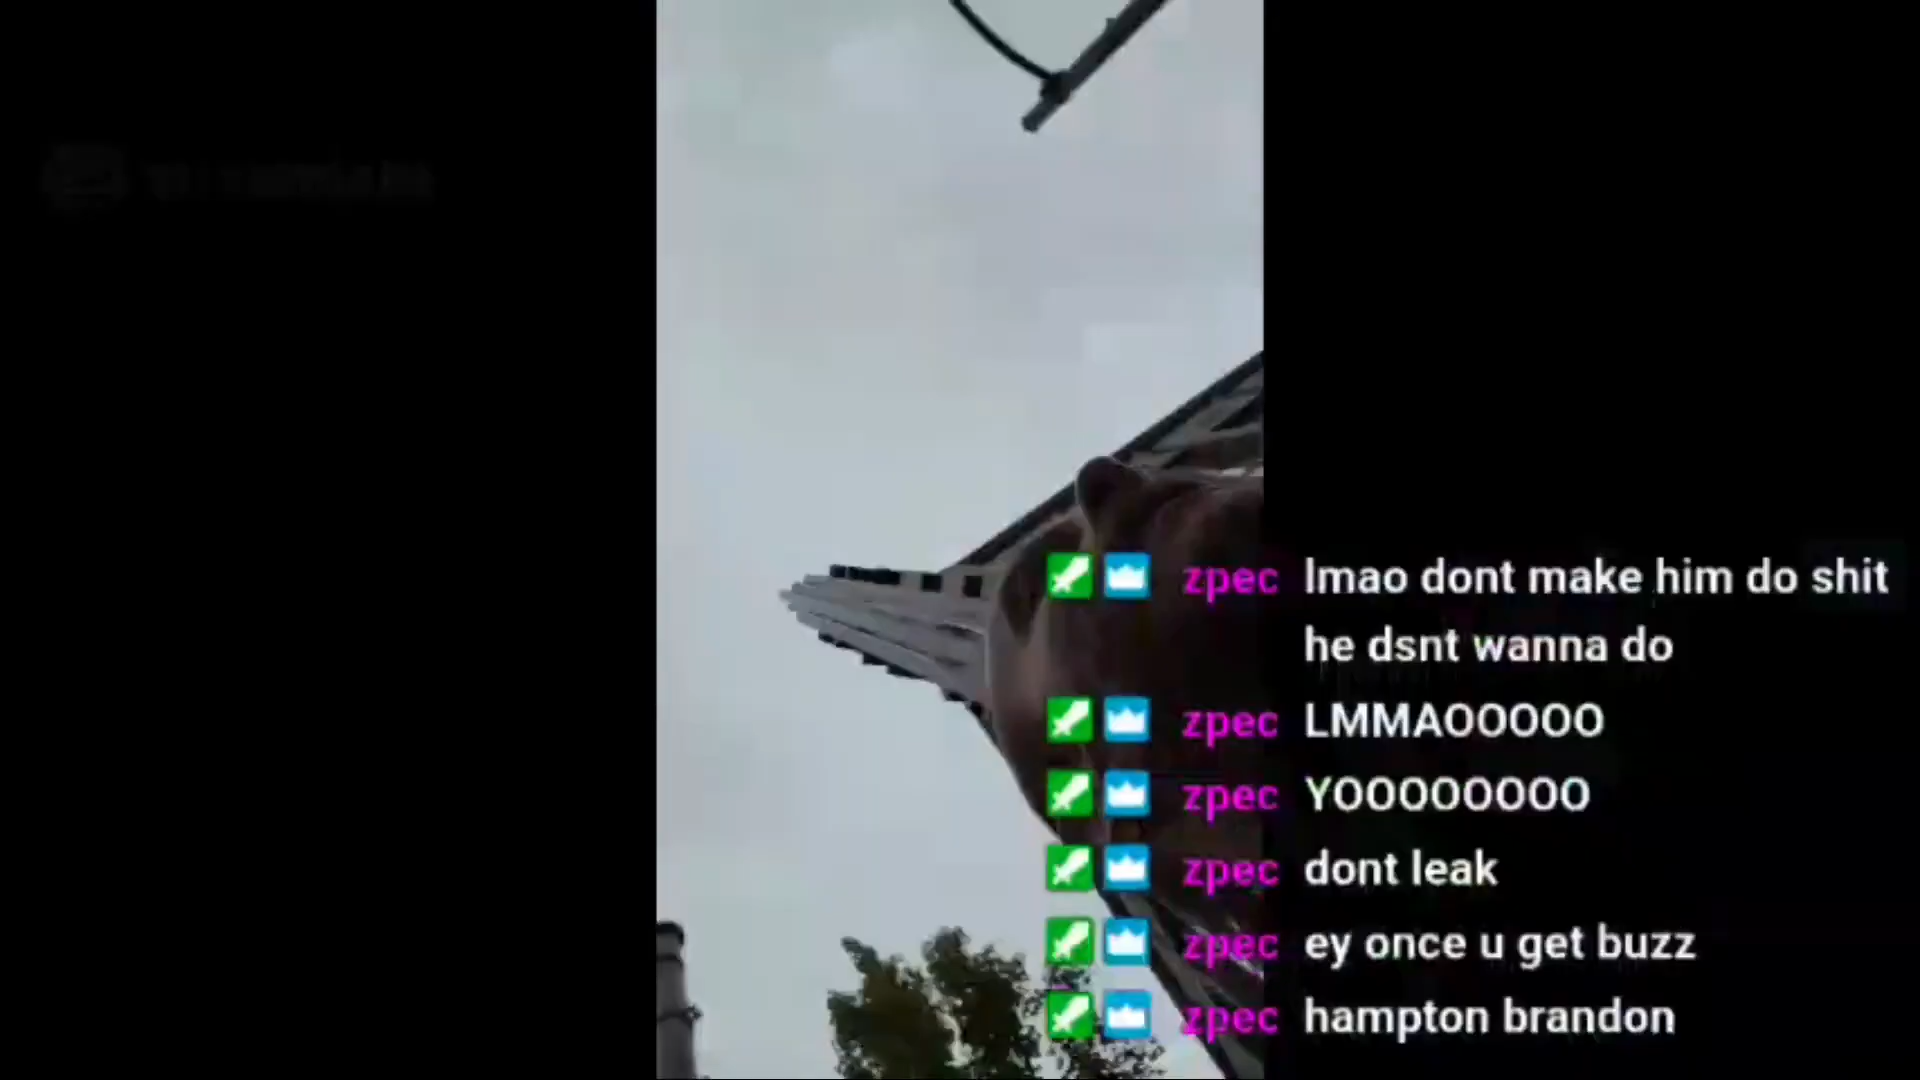 zpec lmao dont make him do shit
he dsnt wanna do
zpec LMMAOOOOO
zpec YOOOOOOOO
zpec dont leak
zpec ey once u get buzz
zpec hampton brandon